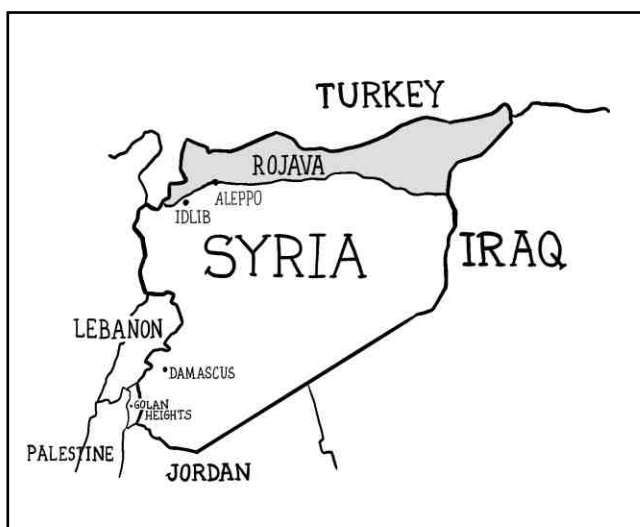 TURKEY
ROJAVA
ALEPPO
IDLIB
SYRIA
IRAQ
LEBANON
DAMASCUS
GOLAN
HEIGHTS
PALESTINE
JORDAN